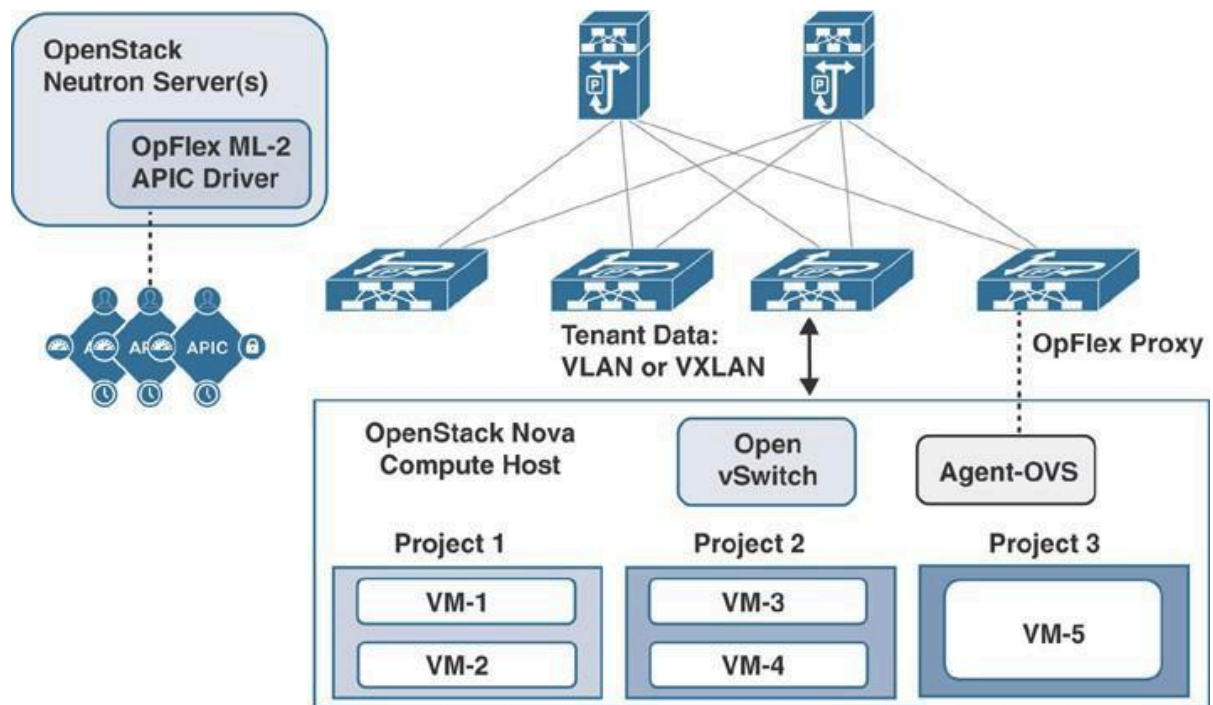 OpenStack
Neutron Server(s)
OpFlex ML-2
APIC Driver
P
P
APIC
Tenant Data:
VLAN or VXLAN
OpFlex Proxy
OpenStack Nova
Compute Host
Open
vSwitch
Agent-OVS
Project 1
Project 2
Project 3
VM-1
VM-3
VM-5
VM-2
VM-4